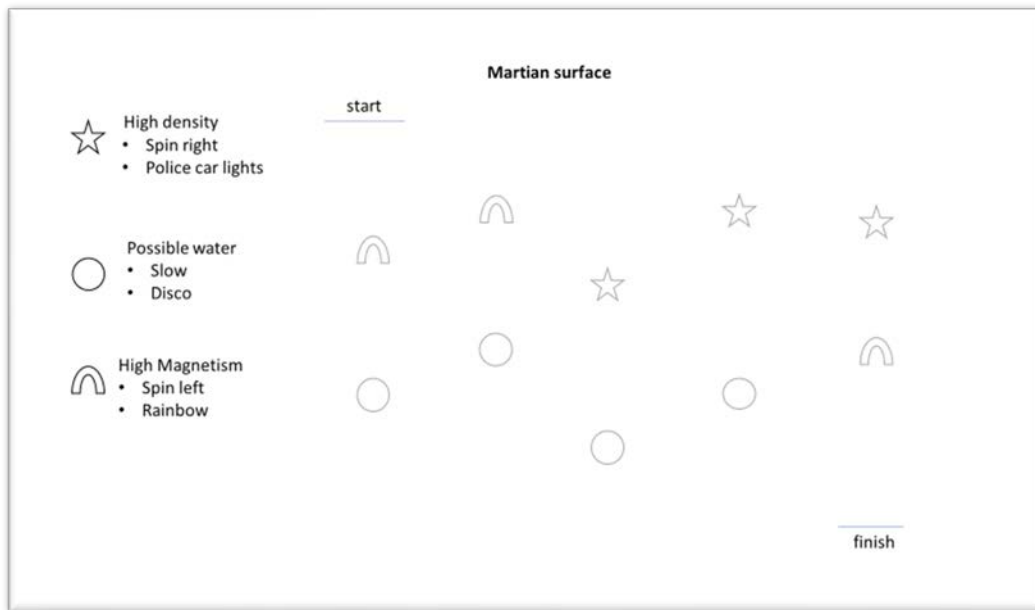 Martian surface
start
High density
• Spin right
• Police car lights
Possible water
• Slow
• Disco
High Magnetism
• Spin left
• Rainbow
finish